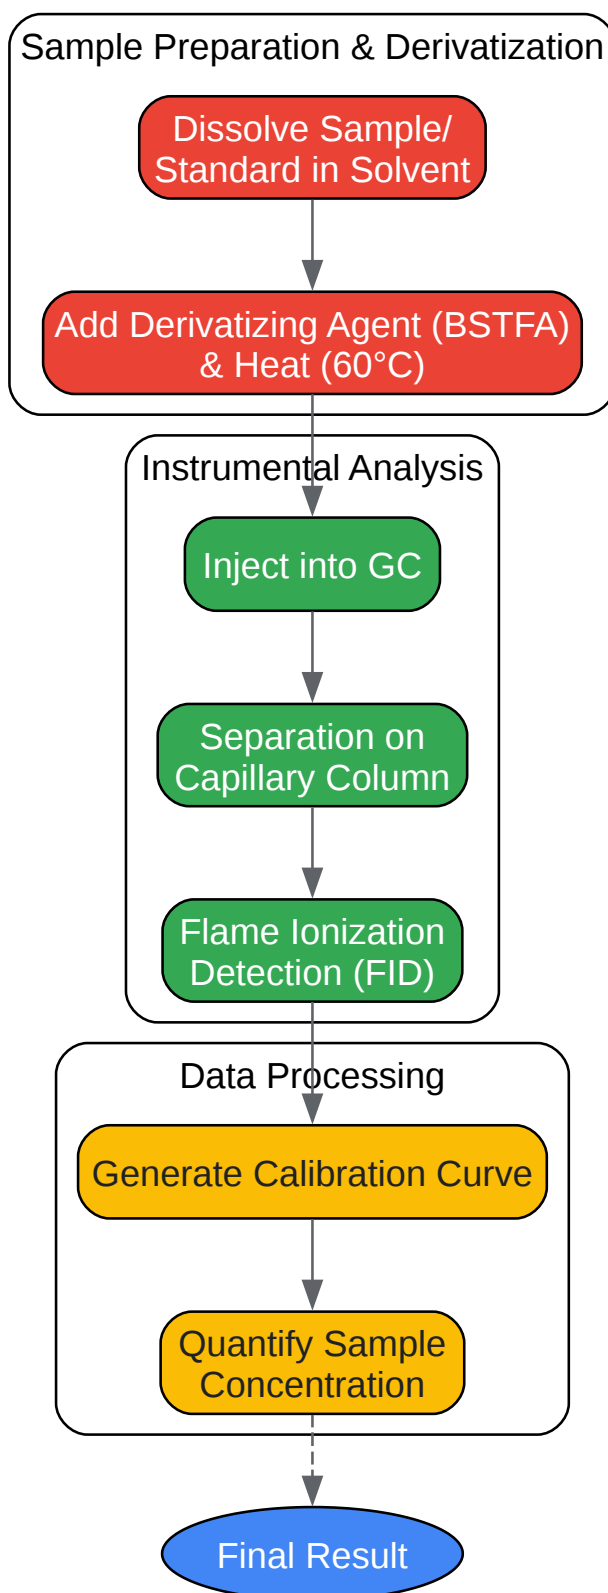 Sample Preparation & Derivatization
Dissolve Sample/
Standard in Solvent
Add Derivatizing Agent (BSTFA)
& Heat (60°C)
Instrumental Analysis
Inject into GC
Separation on
Capillary Column
Flame Ionization
Detection (FID)
Data Processing
Generate Calibration Curve
Quantify Sample
Concentration
Final Result